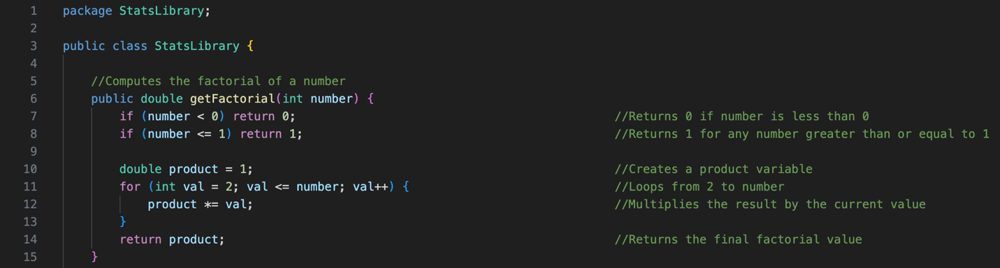 1 package StatsLibrary;
2
3 public class StatsLibrary {
4
5 //Computes the factorial of a number
6 public double getFactorial(int number) {
7 if (number < 0) return 0; //Returns 0 if number is less than 0
8 if (number <= 1) return 1; //Returns 1 for any number greater than or equal to 1
9
10 double product = 1; //Creates a product variable
11 for (int val = 2; val <= number; val++) { //Loops from 2 to number
12 product *= val; //Multiplies the result by the current value
13 }
14 return product; //Returns the final factorial value
15 }